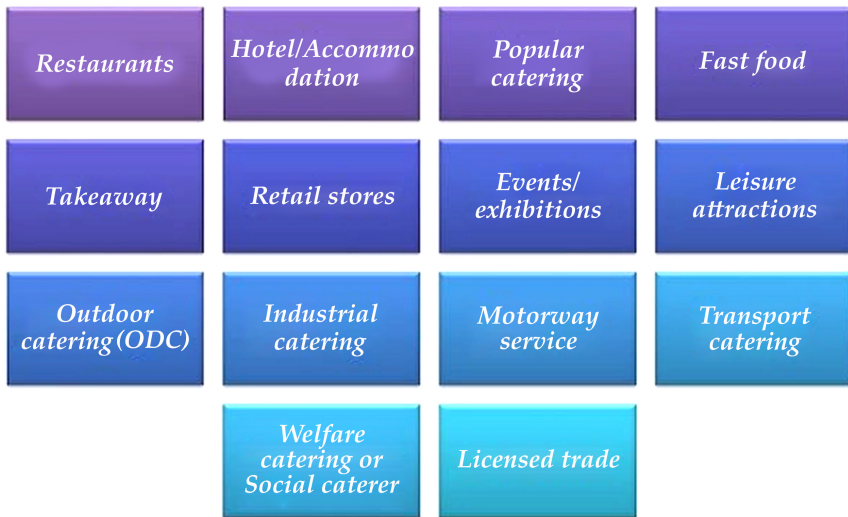 Restaurants
Hotel/Accommo
dation
Popular
catering
Fast food
Takeaway
Retail stores
Events/
exhibitions
Leisure
attractions
Outdoor
catering (ODC)
Industrial
catering
Motorway
service
Transport
catering
Welfare
catering or
Social caterer
Licensed trade